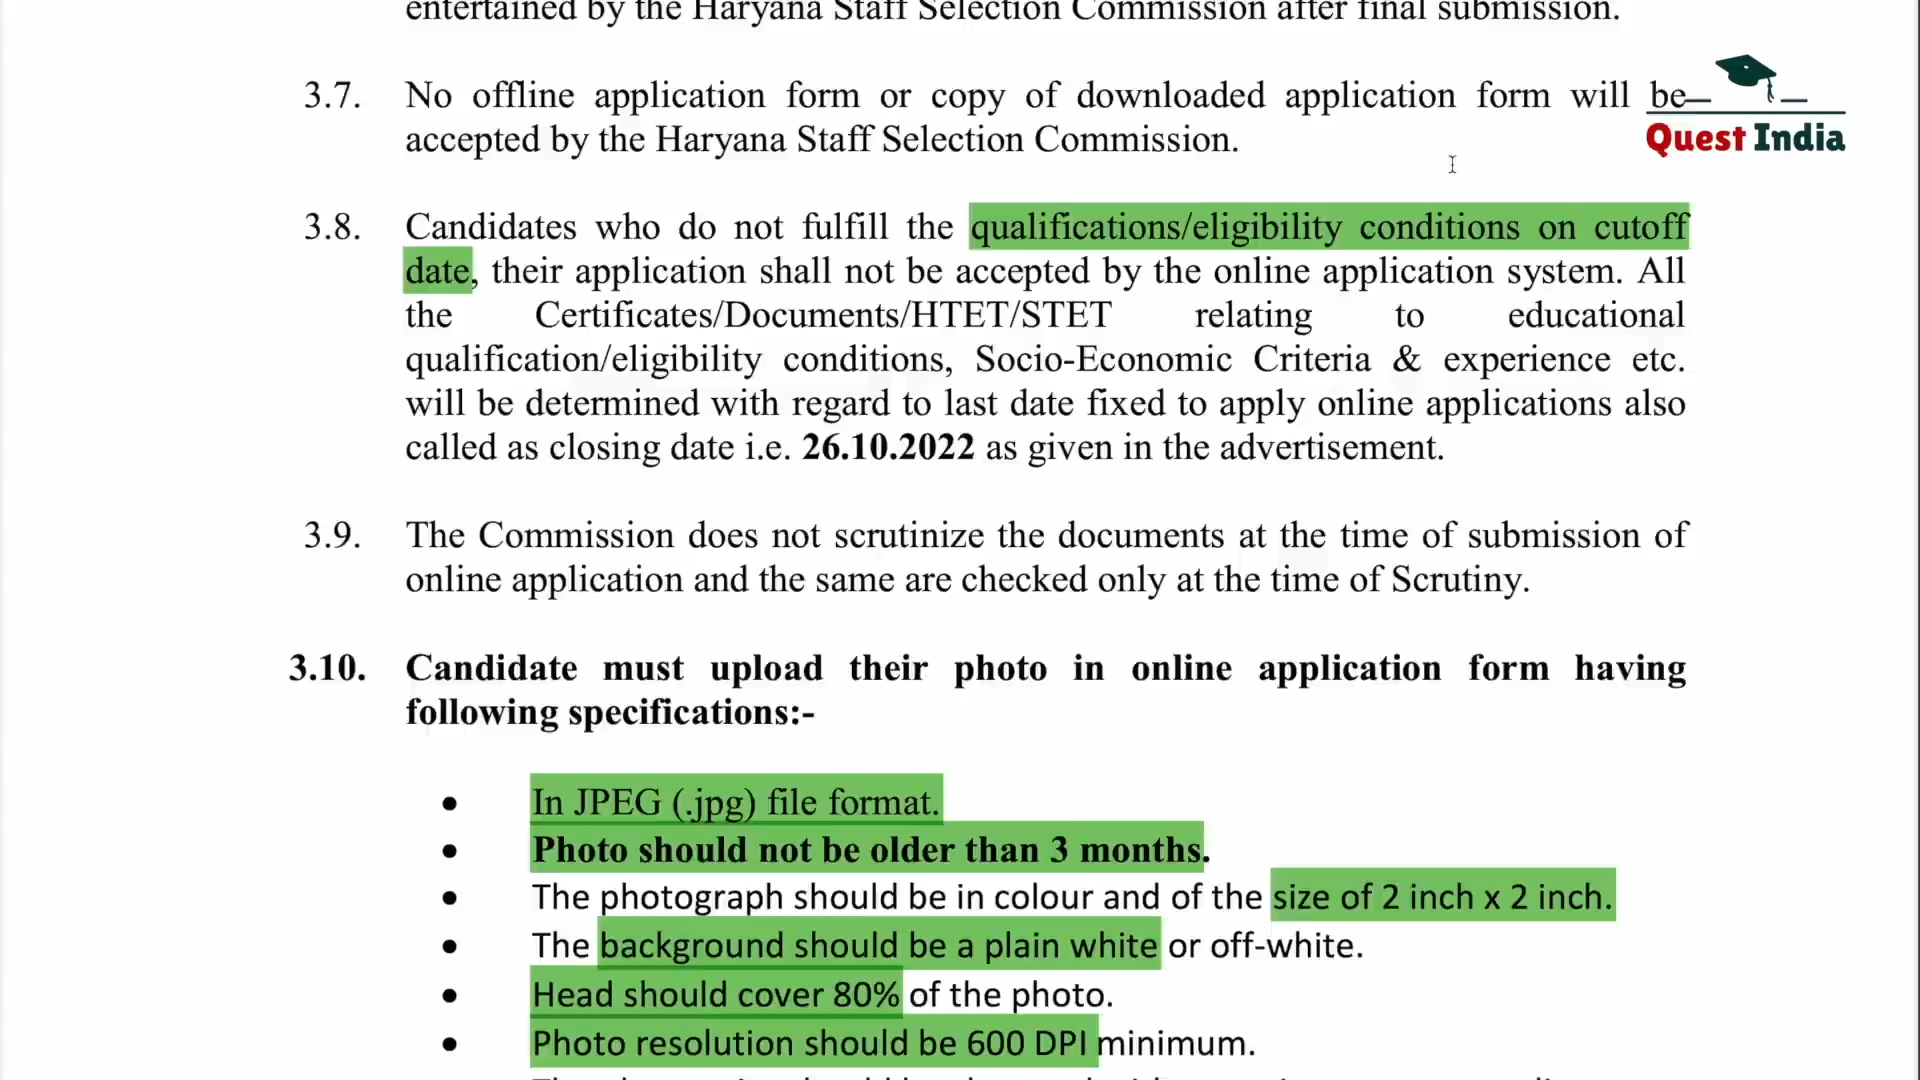 entertained by the Haryana Staff Selection Commission after final submission.
3.7. No offline application form or copy of downloaded application form will be
accepted by the Haryana Staff Selection Commission.
Quest India
3.8. Candidates who do not fulfill the qualifications/eligibility conditions on cutoff
date, their application shall not be accepted by the online application system. All
the Certificates/Documents/HTET/STET relating to educational
qualification/eligibility conditions, Socio-Economic Criteria & experience etc.
will be determined with regard to last date fixed to apply online applications also
called as closing date i.e. 26.10.2022 as given in the advertisement.
3.9. The Commission does not scrutinize the documents at the time of submission of
online application and the same are checked only at the time of Scrutiny.
3.10. Candidate must upload their photo in online application form having
following specifications:-
• In JPEG (.jpg) file format.
• Photo should not be older than 3 months.
• The photograph should be in colour and of the size of 2 inch x 2 inch.
• The background should be a plain white or off-white.
• Head should cover 80% of the photo.
• Photo resolution should be 600 DPI minimum.